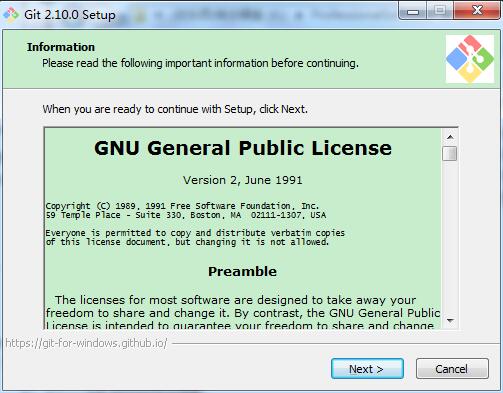 Git 2.10.0 Setup
Information
Please read the following important information before continuing.
When you are ready to continue with Setup, click Next.
GNU General Public License
Version 2, June 1991
Copyright (C) 1989, 1991 Free Software Foundation, Inc.
59 Temple Place - Suite 330, Boston, MA  02111-1307, USA
Everyone is permitted to copy and distribute verbatim copies
of this license document, but changing it is not allowed.
Preamble
The licenses for most software are designed to take away your
freedom to share and change it. By contrast, the GNU General Public
License is intended to guarantee your freedom to share and change
https://git-for-windows.github.io/
Next >
Cancel